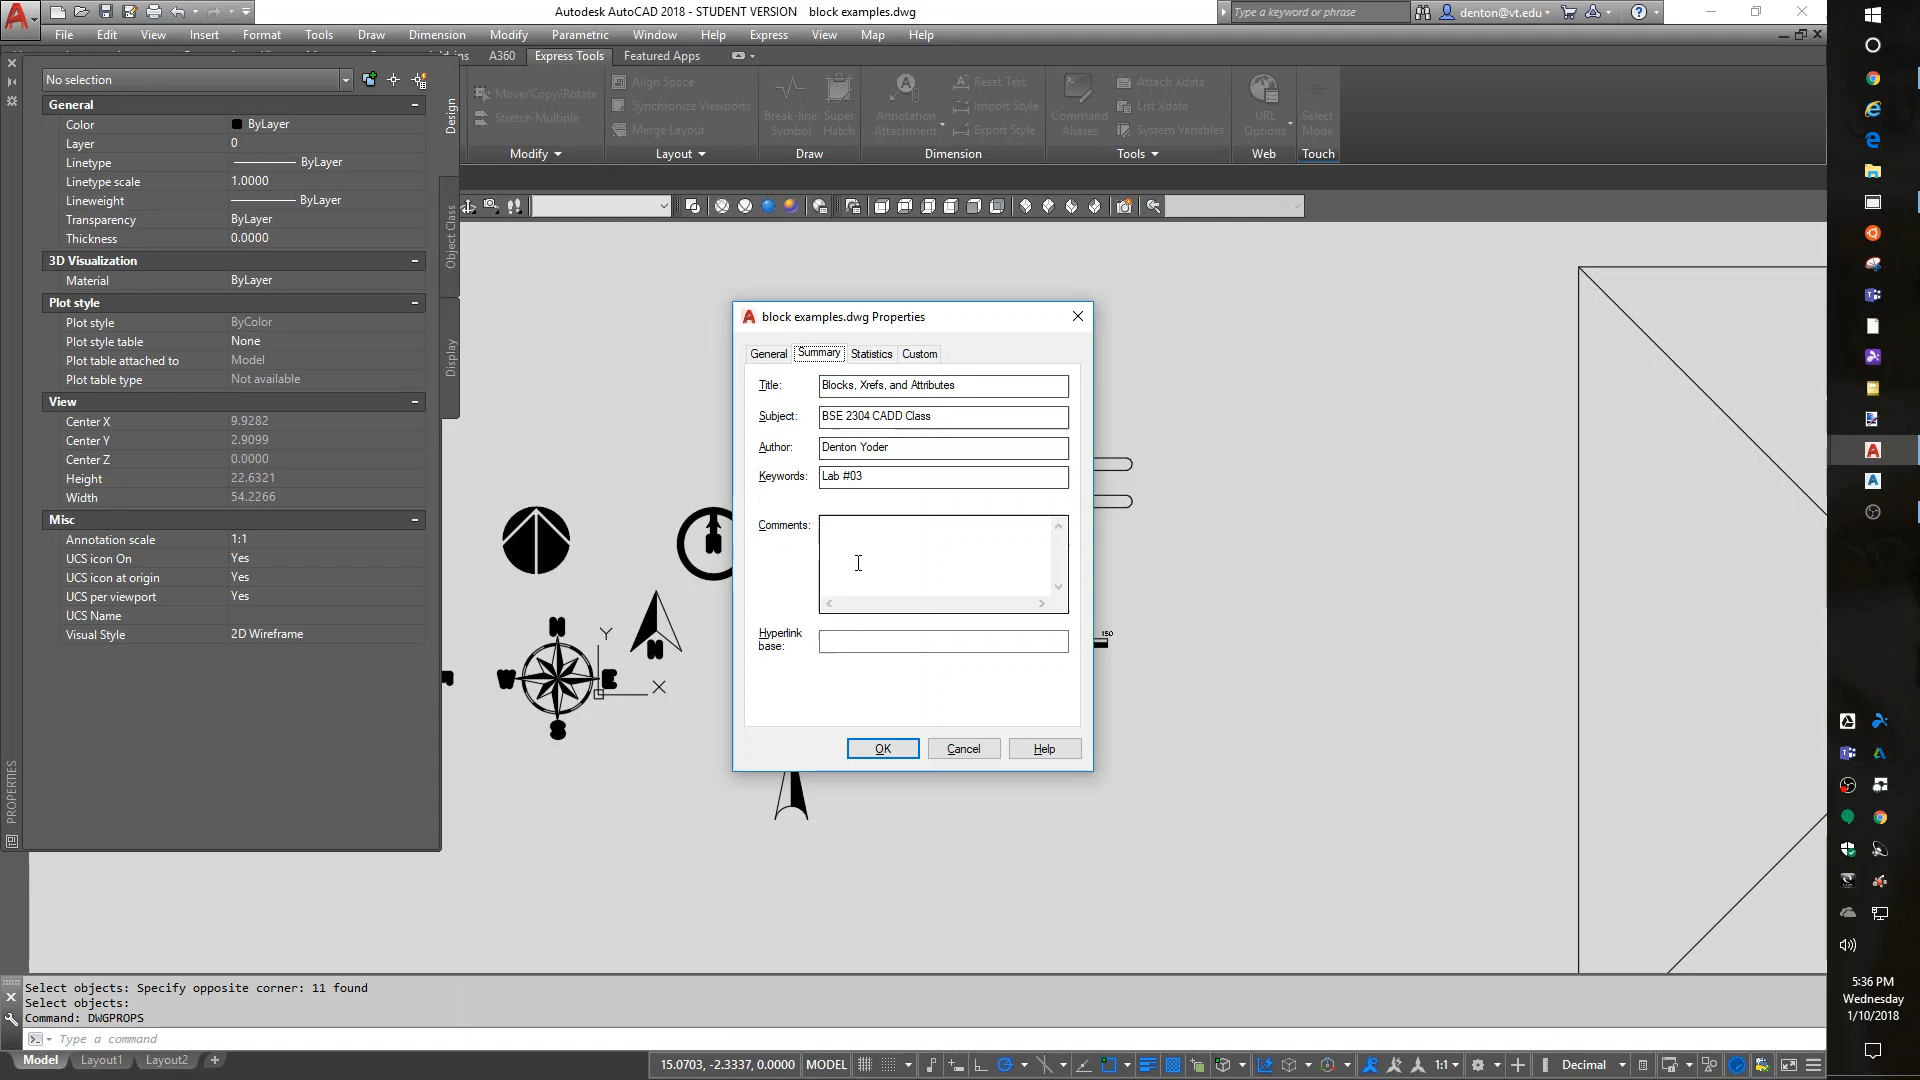 Autodesk AutoCAD 2018 - STUDENT VERSION block examples.dwg
Type a keyword or phrase
denton@vt.edu
File Edit View Insert Format Tools Draw Dimension Modify Parametric Window Help Express View Map Help
A360 Express Tools Featured Apps
No selection
General
Color ByLayer
Layer 0
Linetype ByLayer
Linetype scale 1.0000
Lineweight ByLayer
Transparency ByLayer
Thickness 0.0000
3D Visualization
Material ByLayer
Plot style
Plot style ByColor
Plot style table None
Plot table attached to Model
Plot table type Not available
View
Center X 9.9282
Center Y 2.9099
Center Z 0.0000
Height 22.6321
Width 54.2266
Misc
Annotation scale 1:1
UCS icon On Yes
UCS icon at origin Yes
UCS per viewport Yes
UCS Name
Visual Style 2D Wireframe
PROPERTIES
Design
Object Class
Display
Move/Copy/Rotate
Stretch Multiple
Modify
Align Space
Synchronize Viewports
Merge Layout
Layout
Break-line Symbol
Super Hatch
Draw
Annotation Attachment
Reset Text
Import Style
Export Style
Dimension
Command Aliases
Attach Xdata
List Xdata
System Variables
Tools
URL Options
Web
Select Mode
Touch
block examples.dwg Properties
General Summary Statistics Custom
Title: Blocks, Xrefs, and Attributes
Subject: BSE 2304 CADD Class
Author: Denton Yoder
Keywords: Lab #03
Comments:
Hyperlink base:
OK Cancel Help
N
N
N
W
E
S
Y
X
150
Select objects: Specify opposite corner: 11 found
Select objects:
Command: DWGPROPS
Type a command
Model Layout1 Layout2 +
15.0703, -2.3337, 0.0000 MODEL
1:1
Decimal
5:36 PM
Wednesday
1/10/2018